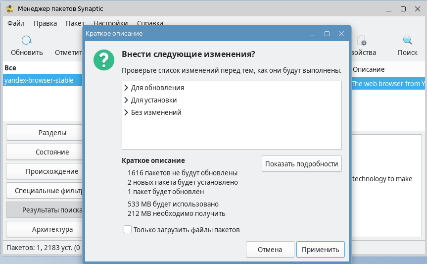 Менеджер пакетов Synaptic
Файл Правка Пакет Настройки Справка
Краткое описание
Обновить
Отметит
ойства
Поиск
Все
yandex-browser-stable
Описание
The web browser from Y
Внести следующие изменения?
Проверьте список изменений перед тем, как они будут выполнены.
Для обновления
Для установки
Без изменений
Разделы
Состояние
Происхождение
Специальные фильтр
Результаты поиска
Архитектура
technology to make
Краткое описание
Показать подробности
1616 пакетов не будут обновлены
2 новых пакета будет установлено
1 пакет будет обновлен
533 MB будет использовано
212 MB необходимо получить
Только загрузить файлы пакетов
Отмена
Применить
Пакетов: 1, 2183 уст. (0